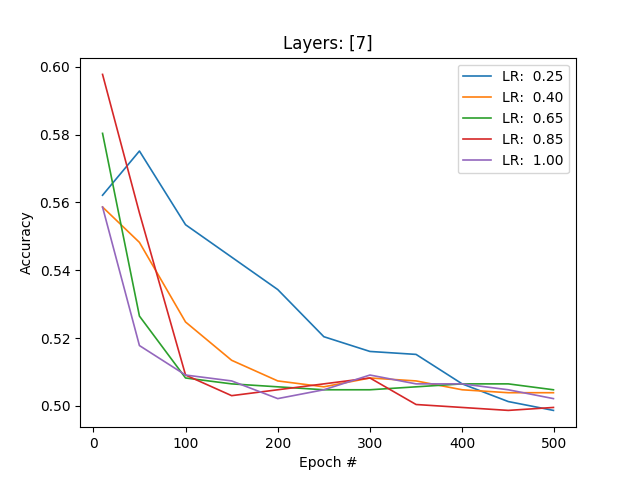 Layers: [7]
0.60
0.58
0.56
0.54
0.52
0.50
Accuracy
LR:  0.25
LR:  0.40
LR:  0.65
LR:  0.85
LR:  1.00
0 100 200 300 400 500
Epoch #